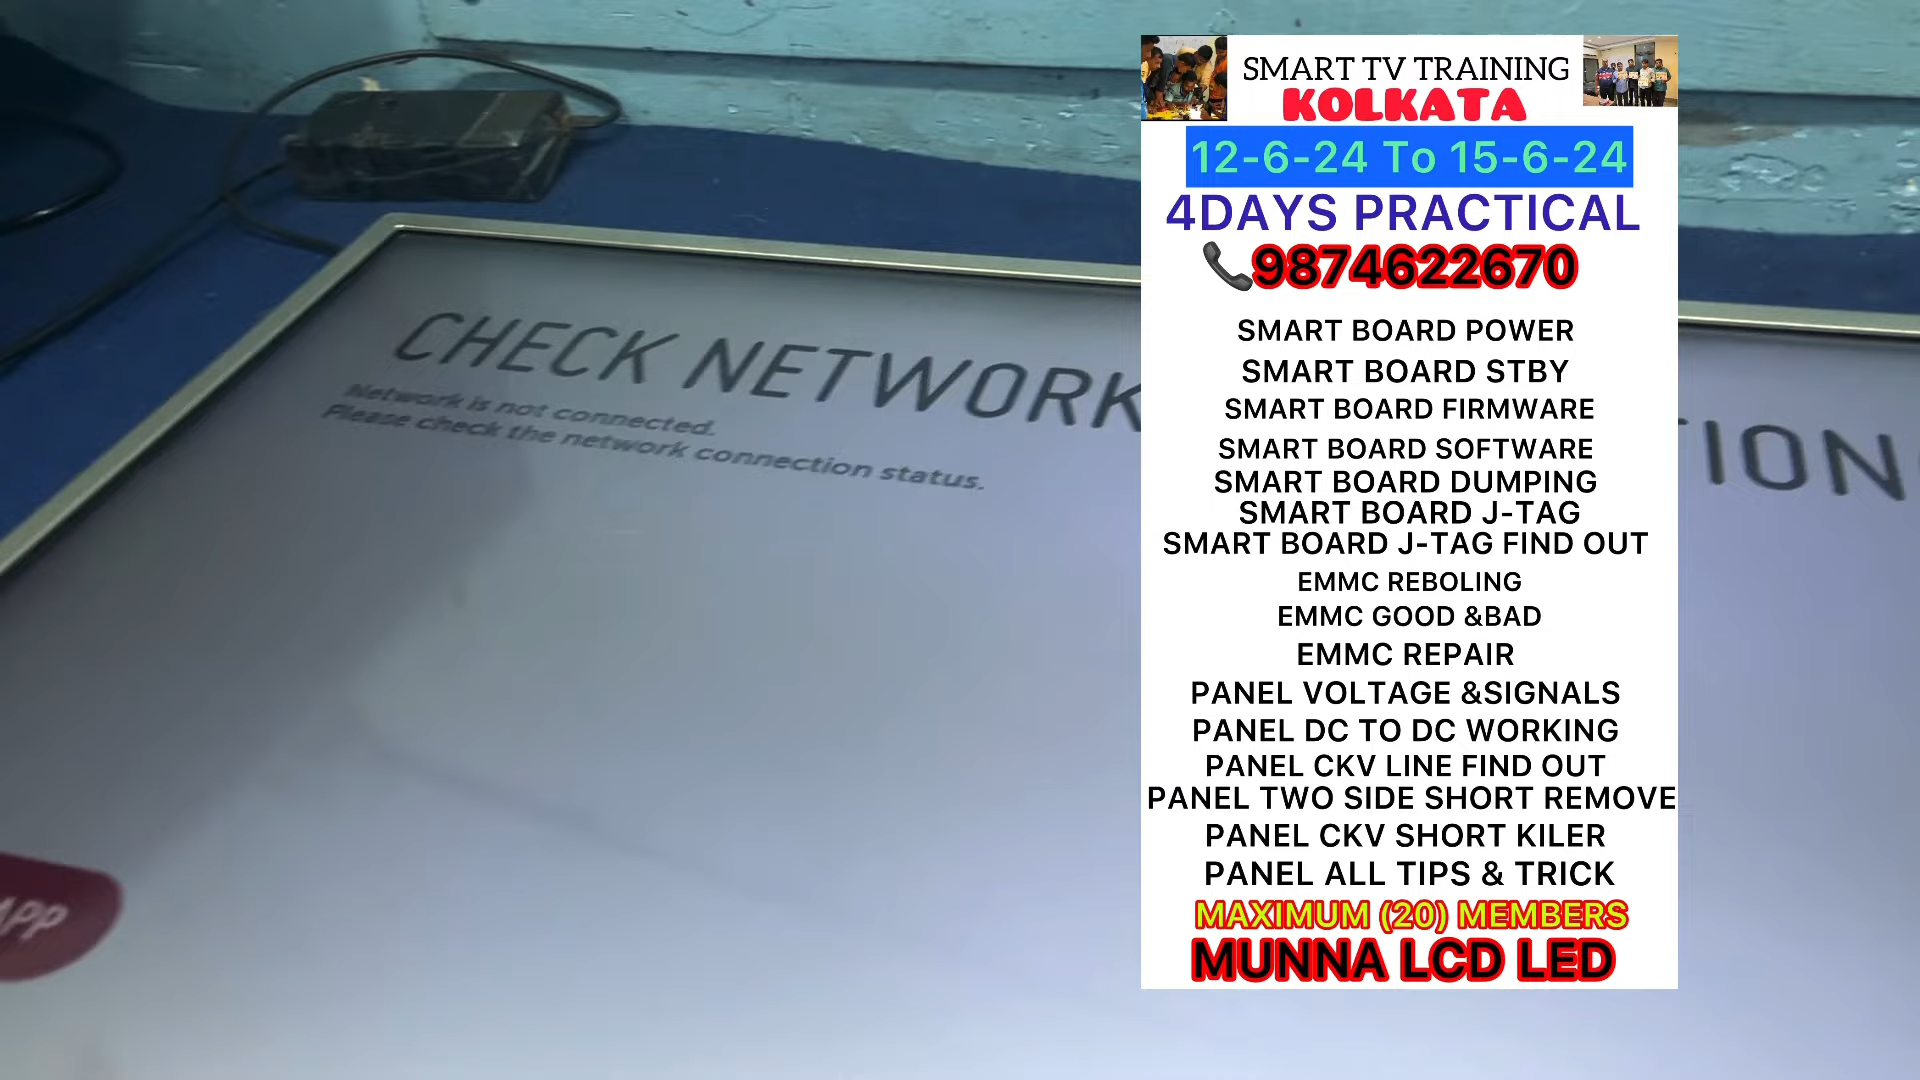 CHECK NETWORK
TION
Network is not connected.
Please check the network connection status.
APP
SMART TV TRAINING
KOLKATA
12-6-24 To 15-6-24
4DAYS PRACTICAL
9874622670
SMART BOARD POWER
SMART BOARD STBY
SMART BOARD FIRMWARE
SMART BOARD SOFTWARE
SMART BOARD DUMPING
SMART BOARD J-TAG
SMART BOARD J-TAG FIND OUT
EMMC REBOLING
EMMC GOOD &BAD
EMMC REPAIR
PANEL VOLTAGE &SIGNALS
PANEL DC TO DC WORKING
PANEL CKV LINE FIND OUT
PANEL TWO SIDE SHORT REMOVE
PANEL CKV SHORT KILER
PANEL ALL TIPS & TRICK
MAXIMUM (20) MEMBERS
MUNNA LCD LED